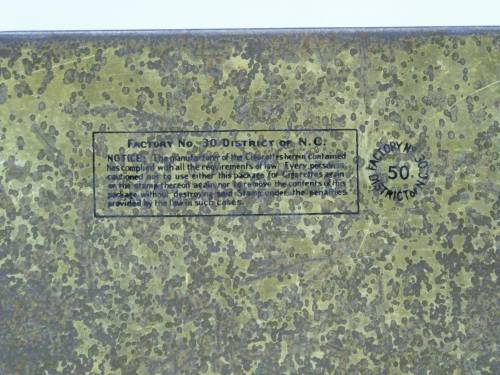 FACTORY No. 30 DISTRICT OF N.C.
NOTICE: The manufacturer of the Cigarettes herein contained
has complied with all the requirements of law. Every person is
cautioned not to use either this package for Cigarettes again
or the stamp thereon again nor to remove the contents of this
package without destroying said Stamp under the penalties
provided by the law in such cases.
FACTORY No.
50
DISTRICT OF N.C.